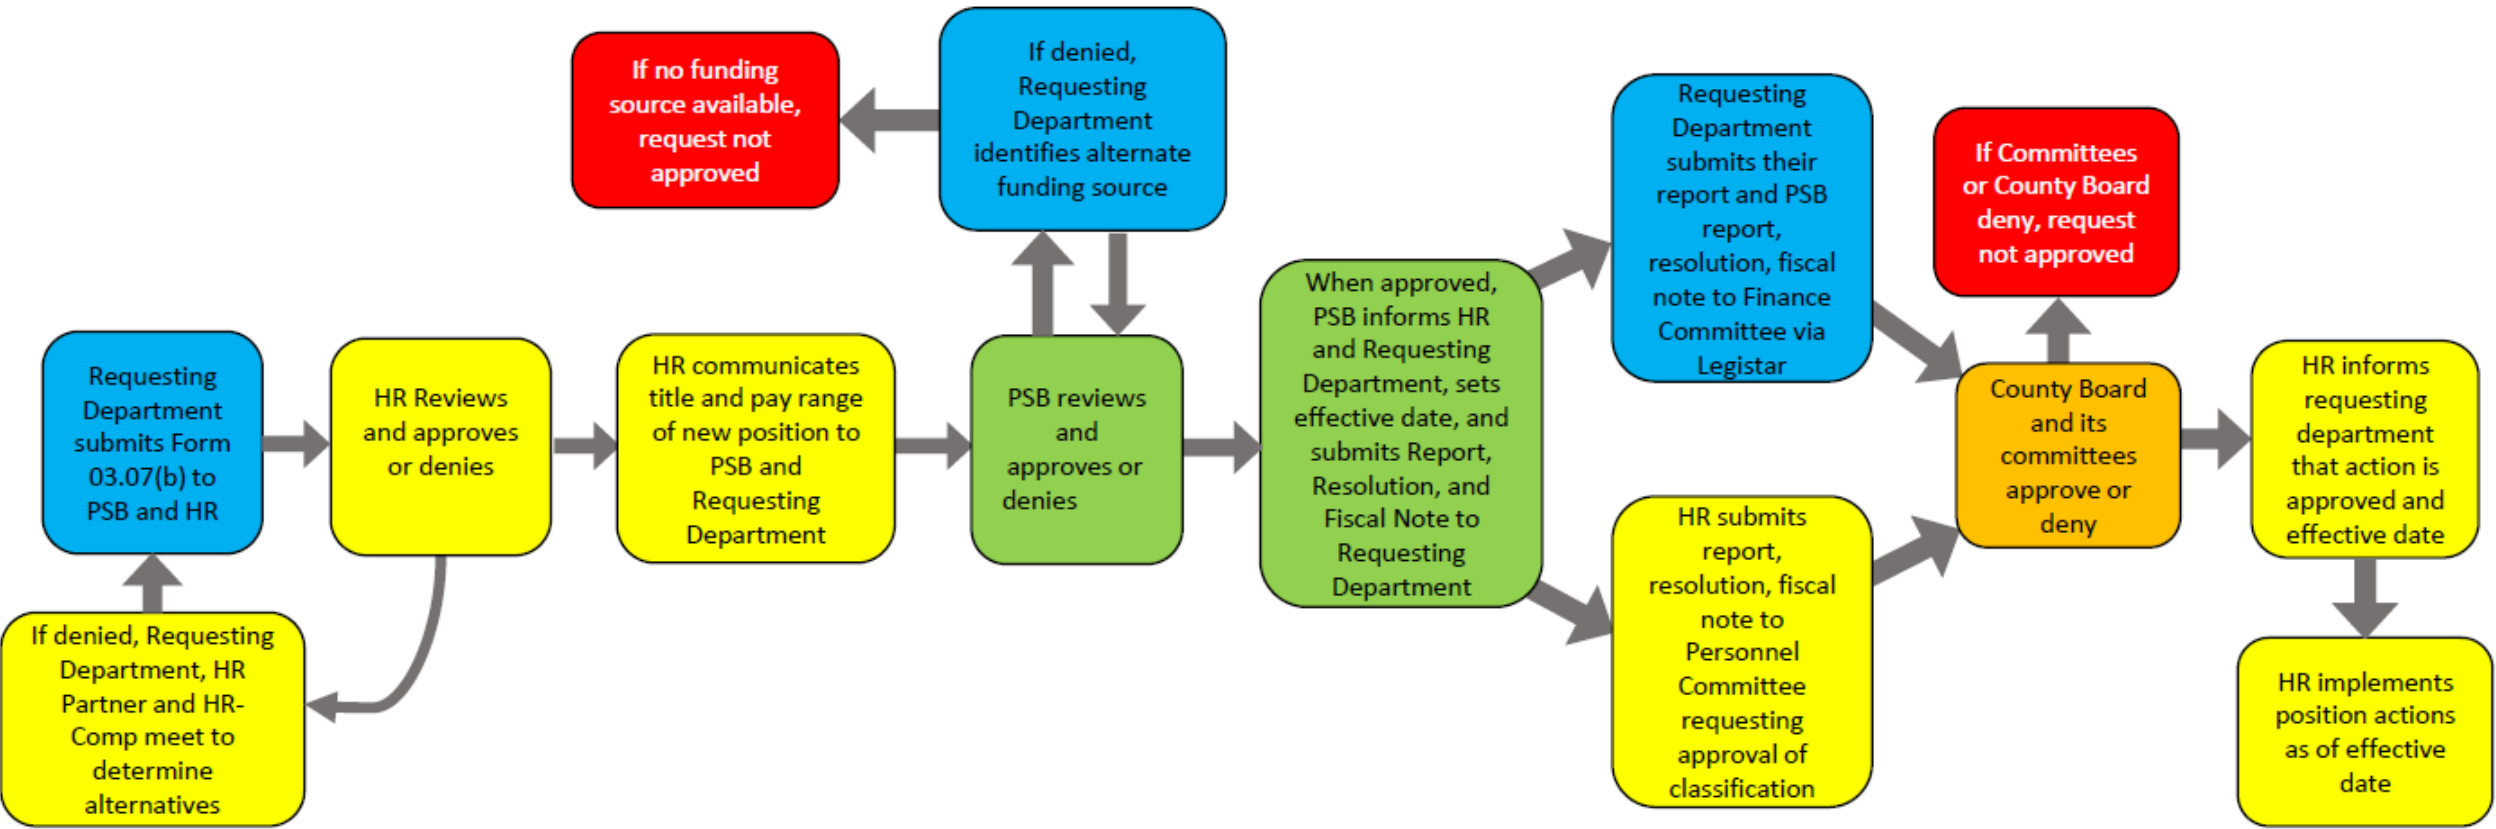 Requesting
Department
submits Form
03.07(b) to
PSB and HR
If denied, Requesting
Department, HR
Partner and HR-
Comp meet to
determine
alternatives
HR Reviews
and approves
or denies
HR communicates
title and pay range
of new position to
PSB and
Requesting
Department
If no funding
source available,
request not
approved
If denied,
Requesting
Department
identifies alternate
funding source
PSB reviews
and
approves or
denies
When approved,
PSB informs HR
and Requesting
Department, sets
effective date, and
submits Report,
Resolution, and
Fiscal Note to
Requesting
Department
Requesting
Department
submits their
report and PSB
report,
resolution, fiscal
note to Finance
Committee via
Legistar
HR submits
report,
resolution, fiscal
note to
Personnel
Committee
requesting
approval of
classification
If Committees
or County Board
deny, request
not approved
County Board
and its
committees
approve or
deny
HR informs
requesting
department
that action is
approved and
effective date
HR implements
position actions
as of effective
date